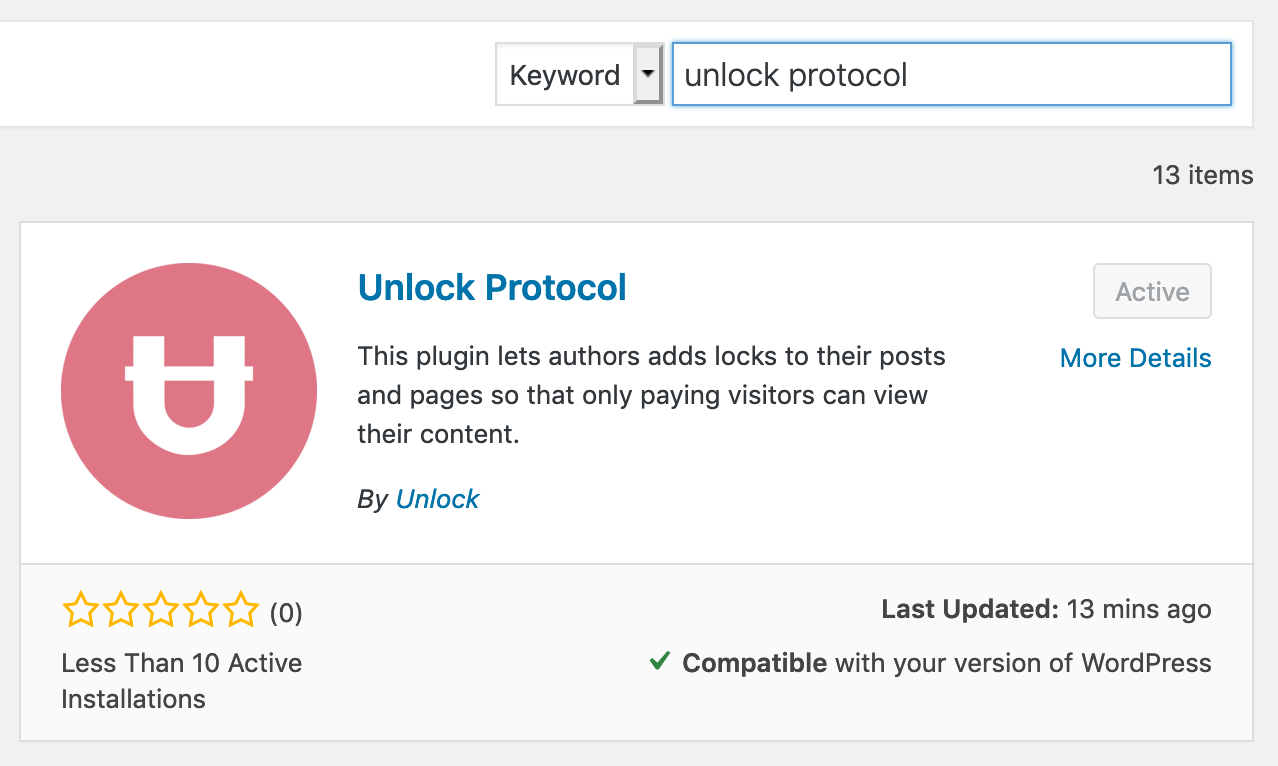 Keyword
unlock protocol
13 items
Unlock Protocol
Active
This plugin lets authors adds locks to their posts
and pages so that only paying visitors can view
their content.
More Details
By Unlock
(0)
Less Than 10 Active
Installations
Last Updated: 13 mins ago
Compatible with your version of WordPress